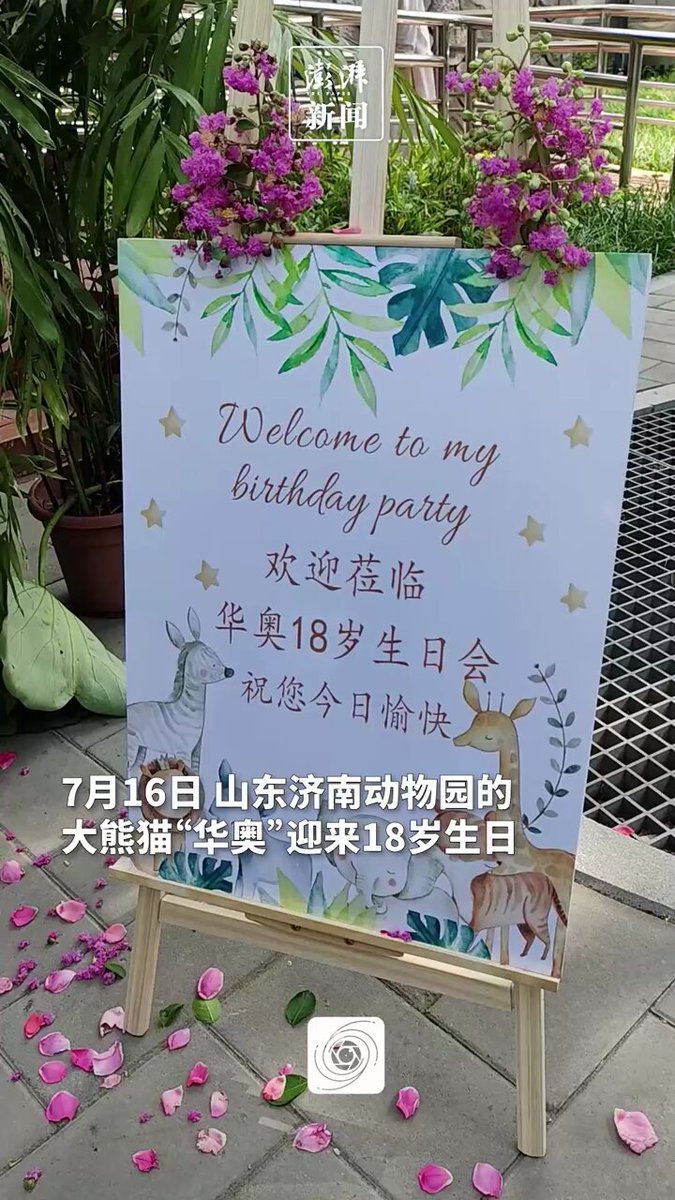 澎湃
新闻
Welcome to my
birthday party
欢迎莅临
华奥18岁生日会
祝您今日愉快
7月16日 山东济南动物园的
大熊猫“华奥”迎来18岁生日